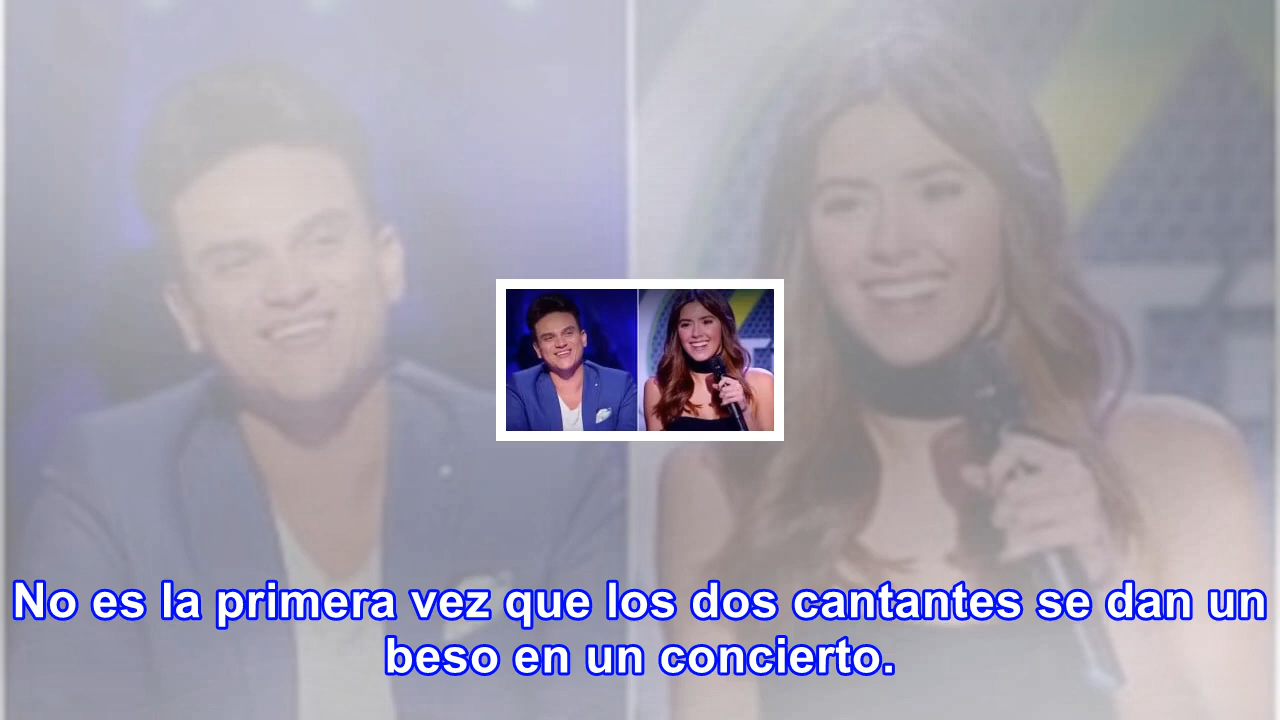 No es la primera vez que los dos cantantes se dan un
beso en un concierto.